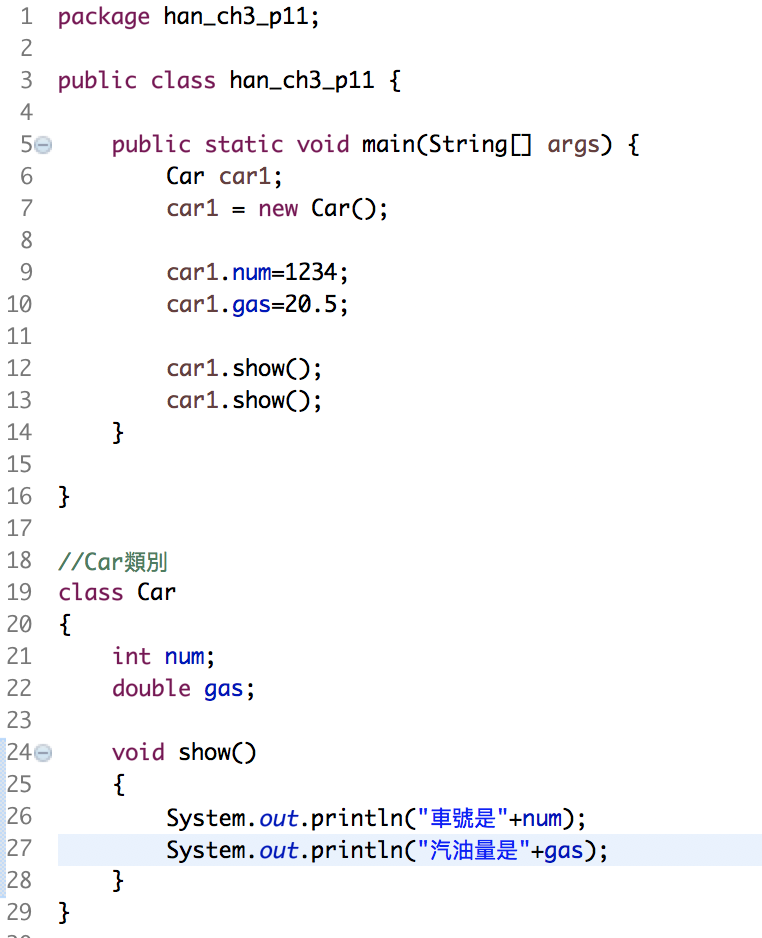 1 package han_ch3_p11;
2
3 public class han_ch3_p11 {
4
5 public static void main(String[] args) {
6 Car car1;
7 car1 = new Car();
8
9 car1.num=1234;
10 car1.gas=20.5;
11
12 car1.show();
13 car1.show();
14 }
15
16 }
17
18 //Car類別
19 class Car
20 {
21 int num;
22 double gas;
23
24 void show()
25 {
26 System.out.println("車號是"+num);
27 System.out.println("汽油量是"+gas);
28 }
29 }